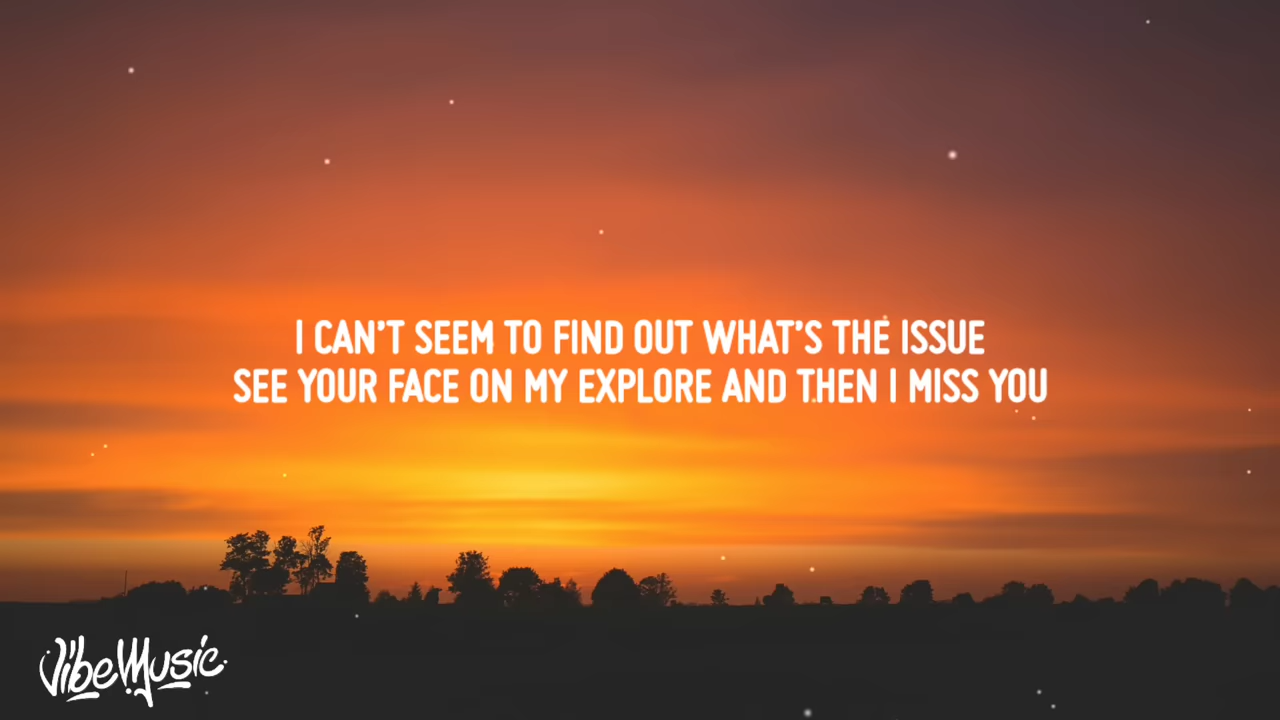 I CAN'T SEEM TO FIND OUT WHAT'S THE ISSUE
SEE YOUR FACE ON MY EXPLORE AND THEN I MISS YOU
VibeMusic